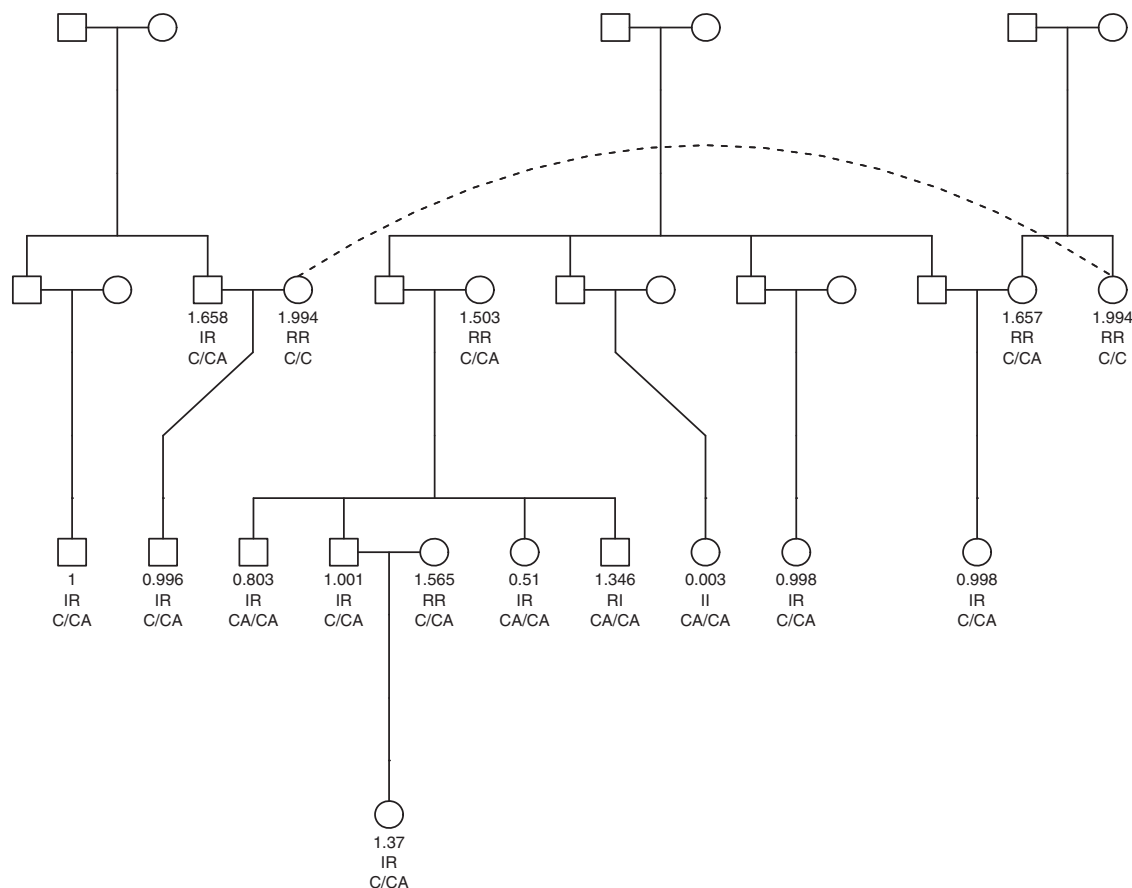 1.658
IR
C/CA
1.994
RR
C/C
1.503
RR
C/CA
1.657
RR
C/CA
1.994
RR
C/C
1
IR
C/CA
0.996
IR
C/CA
0.803
IR
CA/CA
1.001
IR
C/CA
1.565
RR
C/CA
0.51
IR
CA/CA
1.346
RI
CA/CA
0.003
II
CA/CA
0.998
IR
C/CA
0.998
IR
C/CA
1.37
IR
C/CA